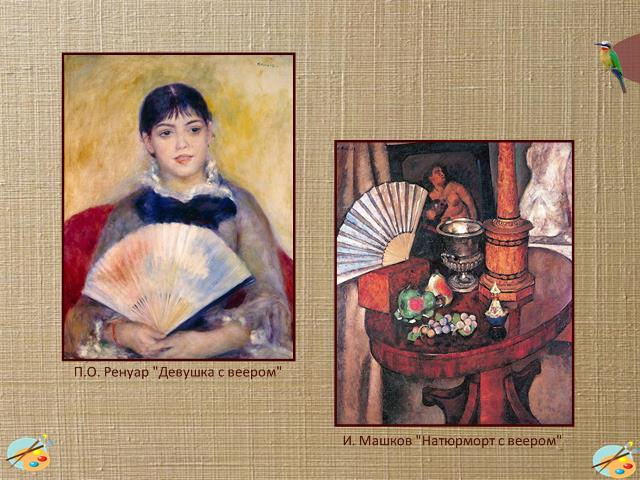 П.О. Ренуар "Девушка с веером"
И. Машков "Натюрморт с веером"